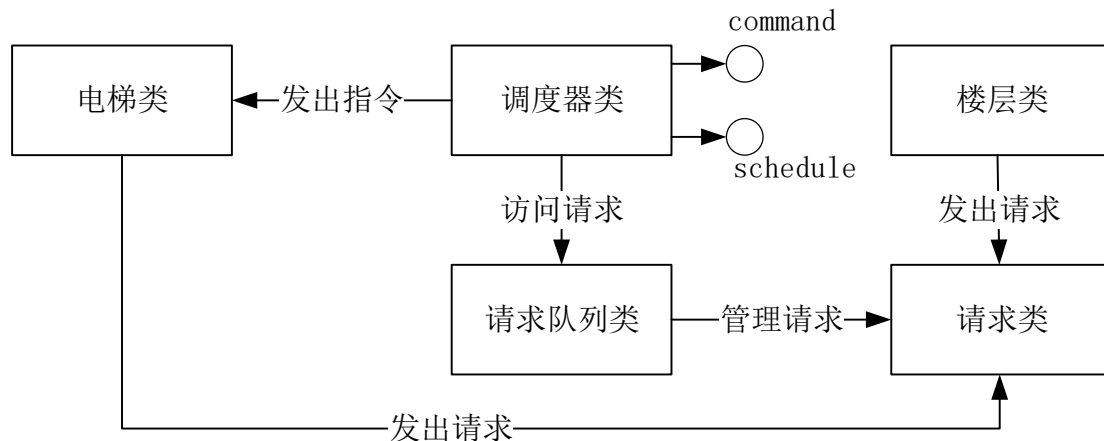 command
电梯类
发出指令
调度器类
楼层类
schedule
访问请求
发出请求
请求队列类
管理请求
请求类
发出请求